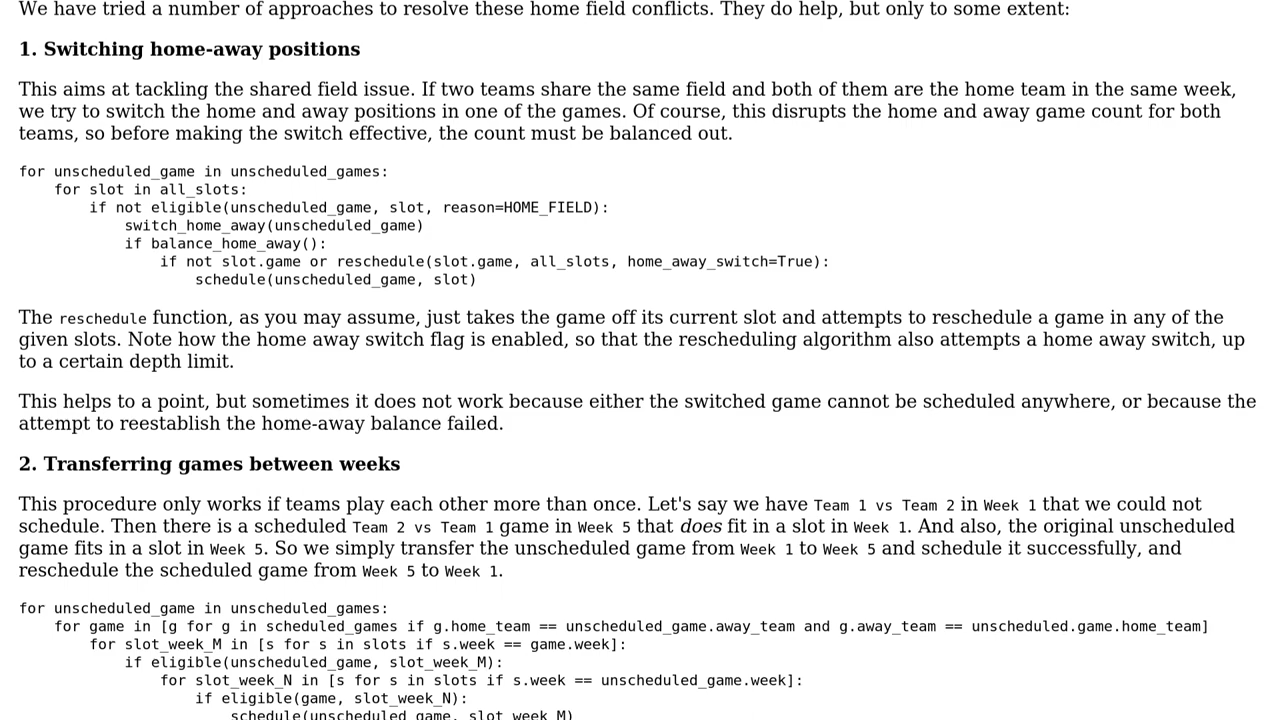 We have tried a number of approaches to resolve these home field conflicts. They do help, but only to some extent:
1. Switching home-away positions
This aims at tackling the shared field issue. If two teams share the same field and both of them are the home team in the same week,
we try to switch the home and away positions in one of the games. Of course, this disrupts the home and away game count for both
teams, so before making the switch effective, the count must be balanced out.
for unscheduled_game in unscheduled_games:
    for slot in all_slots:
        if not eligible(unscheduled_game, slot, reason=HOME_FIELD):
            switch_home_away(unscheduled_game)
            if balance_home_away():
                if not slot.game or reschedule(slot.game, all_slots, home_away_switch=True):
                    schedule(unscheduled_game, slot)
The reschedule function, as you may assume, just takes the game off its current slot and attempts to reschedule a game in any of the
given slots. Note how the home away switch flag is enabled, so that the rescheduling algorithm also attempts a home away switch, up
to a certain depth limit.
This helps to a point, but sometimes it does not work because either the switched game cannot be scheduled anywhere, or because the
attempt to reestablish the home-away balance failed.
2. Transferring games between weeks
This procedure only works if teams play each other more than once. Let's say we have Team 1 vs Team 2 in Week 1 that we could not
schedule. Then there is a scheduled Team 2 vs Team 1 game in Week 5 that does fit in a slot in Week 1. And also, the original unscheduled
game fits in a slot in Week 5. So we simply transfer the unscheduled game from Week 1 to Week 5 and schedule it successfully, and
reschedule the scheduled game from Week 5 to Week 1.
for unscheduled_game in unscheduled_games:
    for game in [g for g in scheduled_games if g.home_team == unscheduled_game.away_team and g.away_team == unscheduled.game.home_team]
        for slot_week_M in [s for s in slots if s.week == game.week]:
            if eligible(unscheduled_game, slot_week_M):
                for slot_week_N in [s for s in slots if s.week == unscheduled_game.week]:
                    if eligible(game, slot_week_N):
                        schedule(unscheduled_game, slot_week_M)